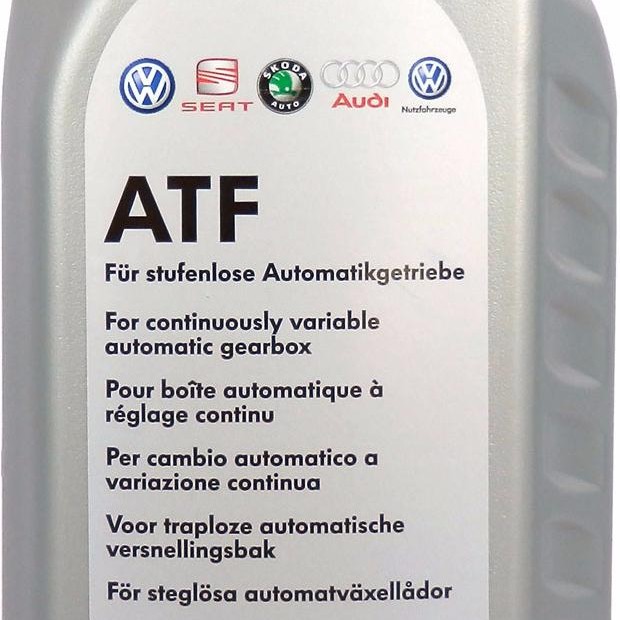 SEAT
ŠKODA
AUTO
Audi
Nutzfahrzeuge
ATF
Für stufenlose Automatikgetriebe
For continuously variable
automatic gearbox
Pour boîte automatique à
réglage continu
Per cambio automatico a
variazione continua
Voor traploze automatische
versnellingsbak
För steglösa automatväxellådor